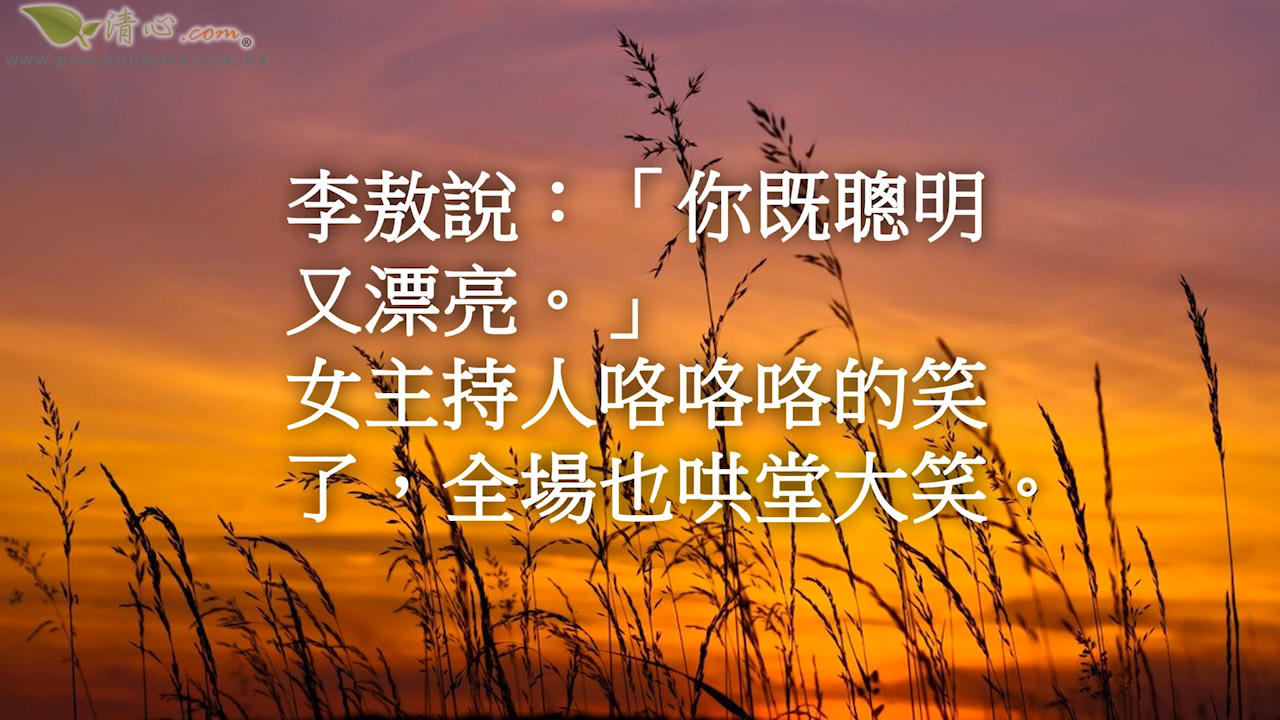 清心.com®
李敖說：「你既聰明
又漂亮。」
女主持人咯咯咯的笑
了，全場也哄堂大笑。